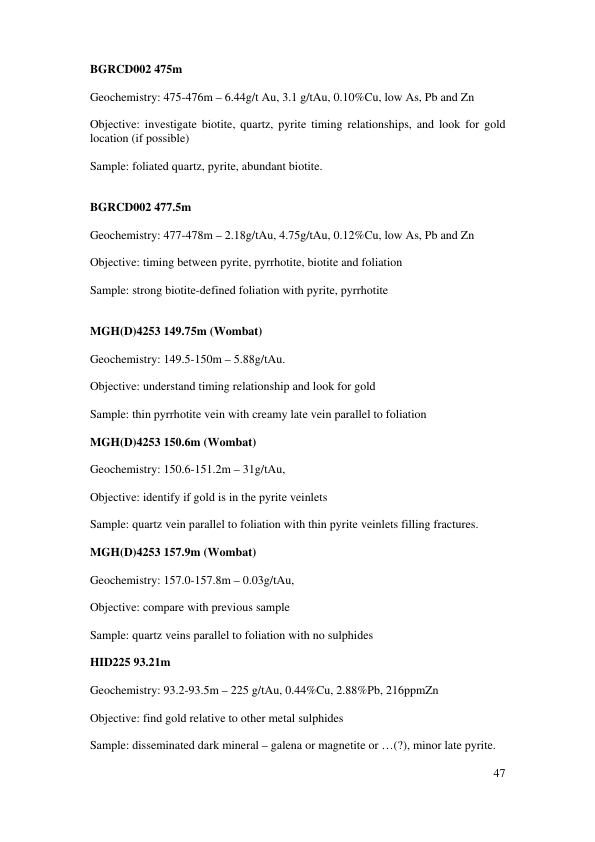 BGRCD002 475m
Geochemistry: 475-476m – 6.44g/t Au, 3.1 g/tAu, 0.10%Cu, low As, Pb and Zn
Objective: investigate biotite, quartz, pyrite timing relationships, and look for gold
location (if possible)
Sample: foliated quartz, pyrite, abundant biotite.
BGRCD002 477.5m
Geochemistry: 477-478m – 2.18g/tAu, 4.75g/tAu, 0.12%Cu, low As, Pb and Zn
Objective: timing between pyrite, pyrrhotite, biotite and foliation
Sample: strong biotite-defined foliation with pyrite, pyrrhotite
MGH(D)4253 149.75m (Wombat)
Geochemistry: 149.5-150m – 5.88g/tAu.
Objective: understand timing relationship and look for gold
Sample: thin pyrrhotite vein with creamy late vein parallel to foliation
MGH(D)4253 150.6m (Wombat)
Geochemistry: 150.6-151.2m – 31g/tAu,
Objective: identify if gold is in the pyrite veinlets
Sample: quartz vein parallel to foliation with thin pyrite veinlets filling fractures.
MGH(D)4253 157.9m (Wombat)
Geochemistry: 157.0-157.8m – 0.03g/tAu,
Objective: compare with previous sample
Sample: quartz veins parallel to foliation with no sulphides
HID225 93.21m
Geochemistry: 93.2-93.5m – 225 g/tAu, 0.44%Cu, 2.88%Pb, 216ppmZn
Objective: find gold relative to other metal sulphides
Sample: disseminated dark mineral – galena or magnetite or …(?), minor late pyrite.
47